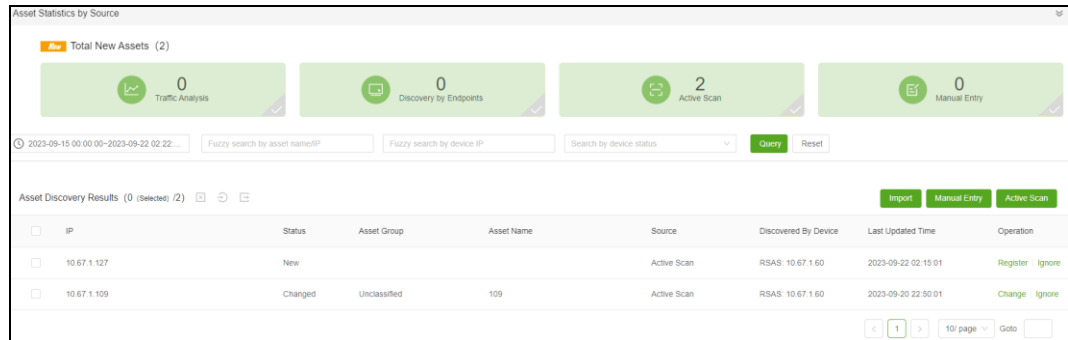 Asset Statistics by Source
New Total New Assets (2)
0 0 2 0
Traffic Analysis Discovery by Endpoints Active Scan Manual Entry
2023-09-15 00:00:00~2023-09-22 02:22:... Fuzzy search by asset name/IP Fuzzy search by device IP Search by device status Query Reset
Asset Discovery Results (0 (Selected) /2) Import Manual Entry Active Scan
IP Status Asset Group Asset Name Source Discovered By Device Last Updated Time Operation
10.67.1.127 New Active Scan RSAS: 10.67.1.60 2023-09-22 02:15:01 Register Ignore
10.67.1.109 Changed Unclassified 109 Active Scan RSAS: 10.67.1.60 2023-09-20 22:50:01 Change Ignore
< 1 > 10/ page Goto